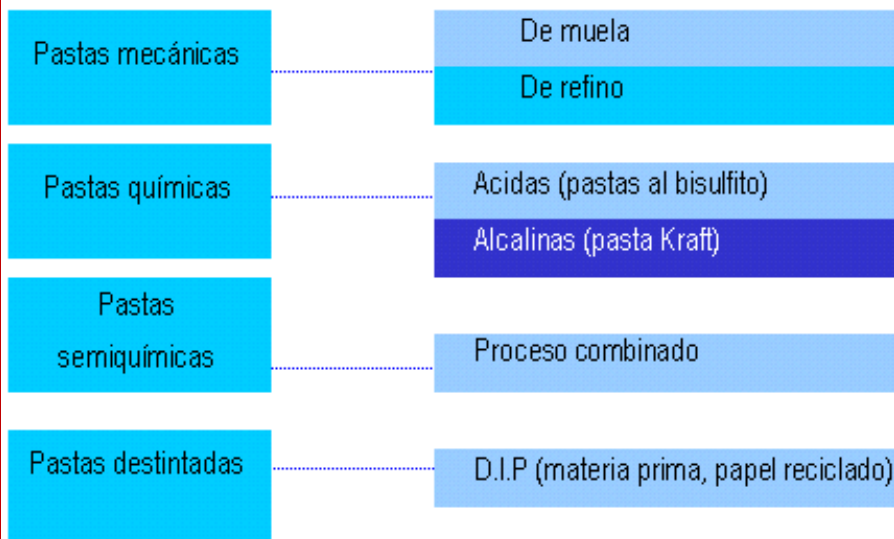 Pastas mecánicas
De muela
De refino
Pastas químicas
Acidas (pastas al bisulfito)
Alcalinas (pasta Kraft)
Pastas
semiquímicas
Proceso combinado
Pastas destintadas
D.I.P (materia prima, papel reciclado)